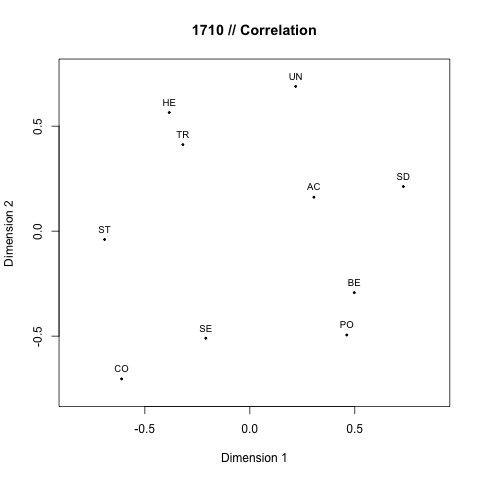 1710 // Correlation
UN
HE
TR
SD
AC
ST
BE
PO
SE
CO
Dimension 2
0.5
0.0
-0.5
-0.5 0.0 0.5
Dimension 1